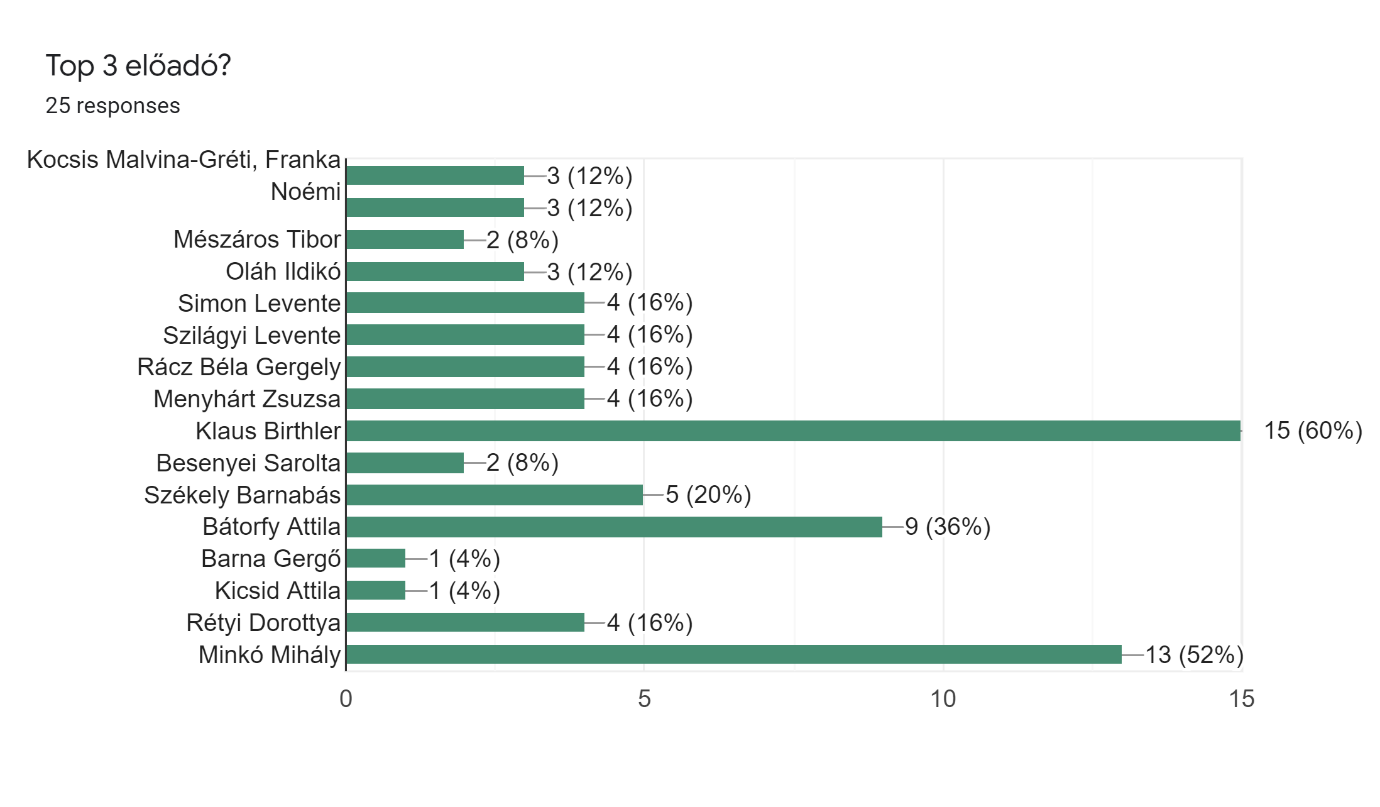 Top 3 előadó?
25 responses
Kocsis Malvina-Gréti, Franka
Noémi
3 (12%)
3 (12%)
Mészáros Tibor 2 (8%)
Oláh Ildikó 3 (12%)
Simon Levente 4 (16%)
Szilágyi Levente 4 (16%)
Rácz Béla Gergely 4 (16%)
Menyhárt Zsuzsa 4 (16%)
Klaus Birthler 15 (60%)
Besenyei Sarolta 2 (8%)
Székely Barnabás 5 (20%)
Bátorfy Attila 9 (36%)
Barna Gergő 1 (4%)
Kicsid Attila 1 (4%)
Rétyi Dorottya 4 (16%)
Minkó Mihály 13 (52%)
0 5 10 15